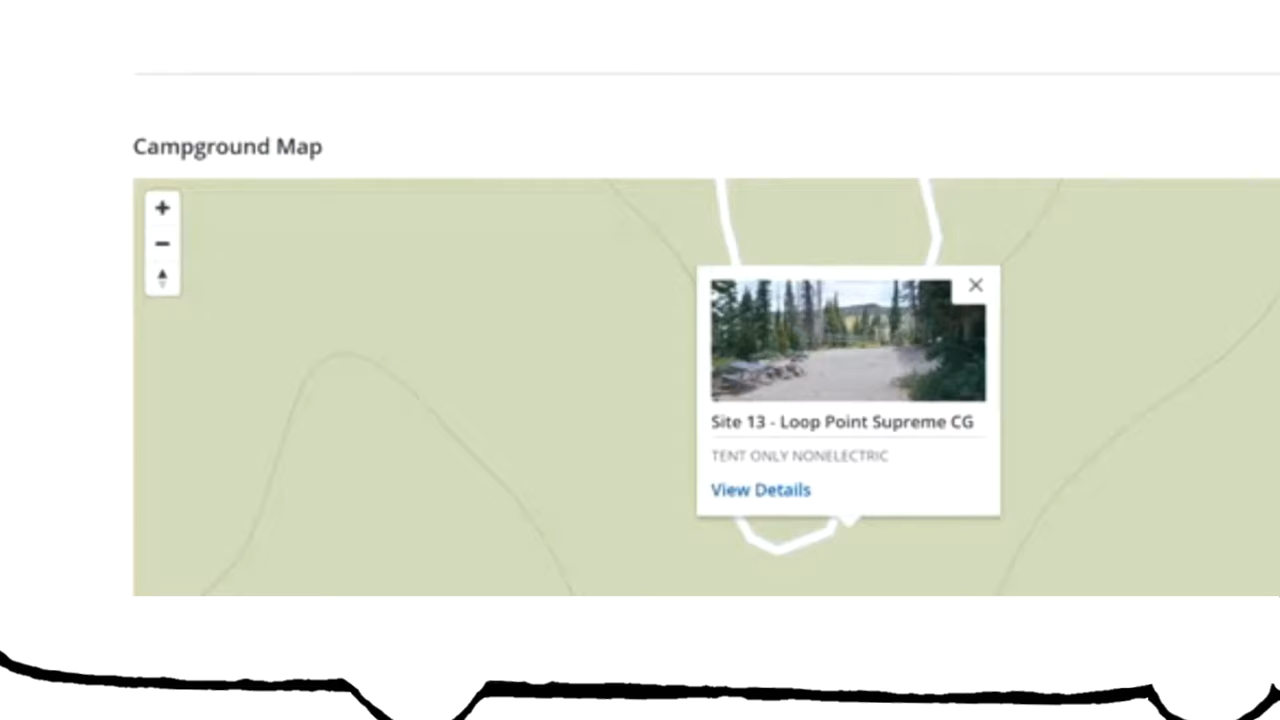 Campground Map
Site 13 - Loop Point Supreme CG
TENT ONLY NONELECTRIC
View Details